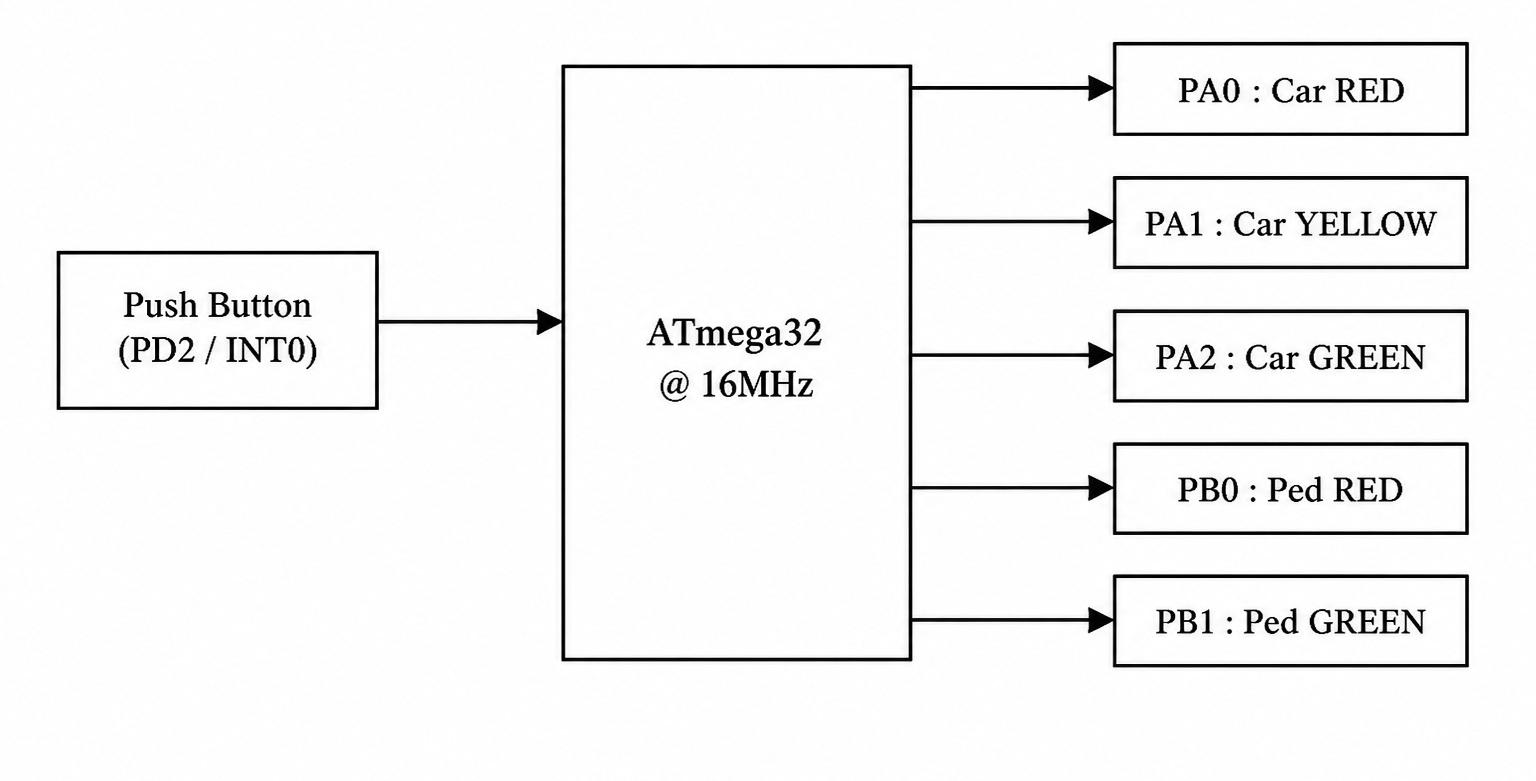 Push Button
(PD2 / INT0)
ATmega32
@ 16MHz
PA0 : Car RED
PA1 : Car YELLOW
PA2 : Car GREEN
PB0 : Ped RED
PB1 : Ped GREEN